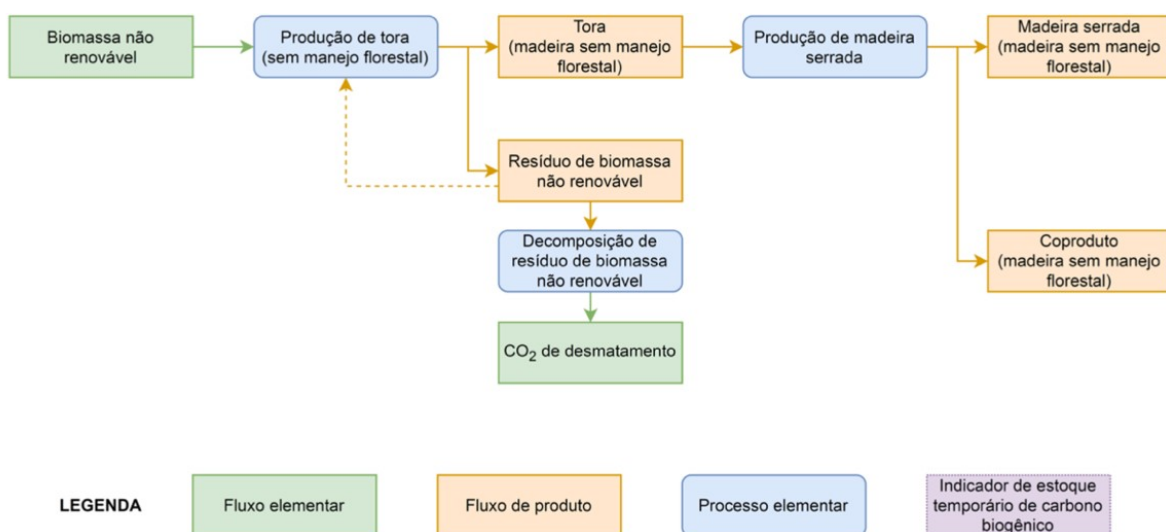 Biomassa não
renovável
Produção de tora
(sem manejo florestal)
Tora
(madeira sem manejo
florestal)
Produção de madeira
serrada
Madeira serrada
(madeira sem manejo
florestal)
Resíduo de biomassa
não renovável
Decomposição de
resíduo de biomassa
não renovável
Coproduto
(madeira sem manejo
florestal)
CO₂ de desmatamento
LEGENDA
Fluxo elementar
Fluxo de produto
Processo elementar
Indicador de estoque
temporário de carbono
biogênico